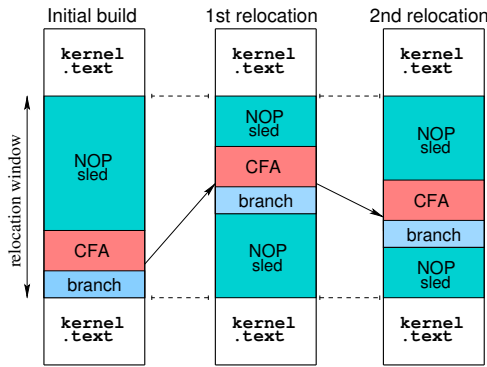 Initial build
1st relocation
2nd relocation
relocation window
kernel
.text
NOP
sled
CFA
branch
kernel
.text
kernel
.text
NOP
sled
CFA
branch
NOP
sled
kernel
.text
kernel
.text
NOP
sled
CFA
branch
NOP
sled
kernel
.text